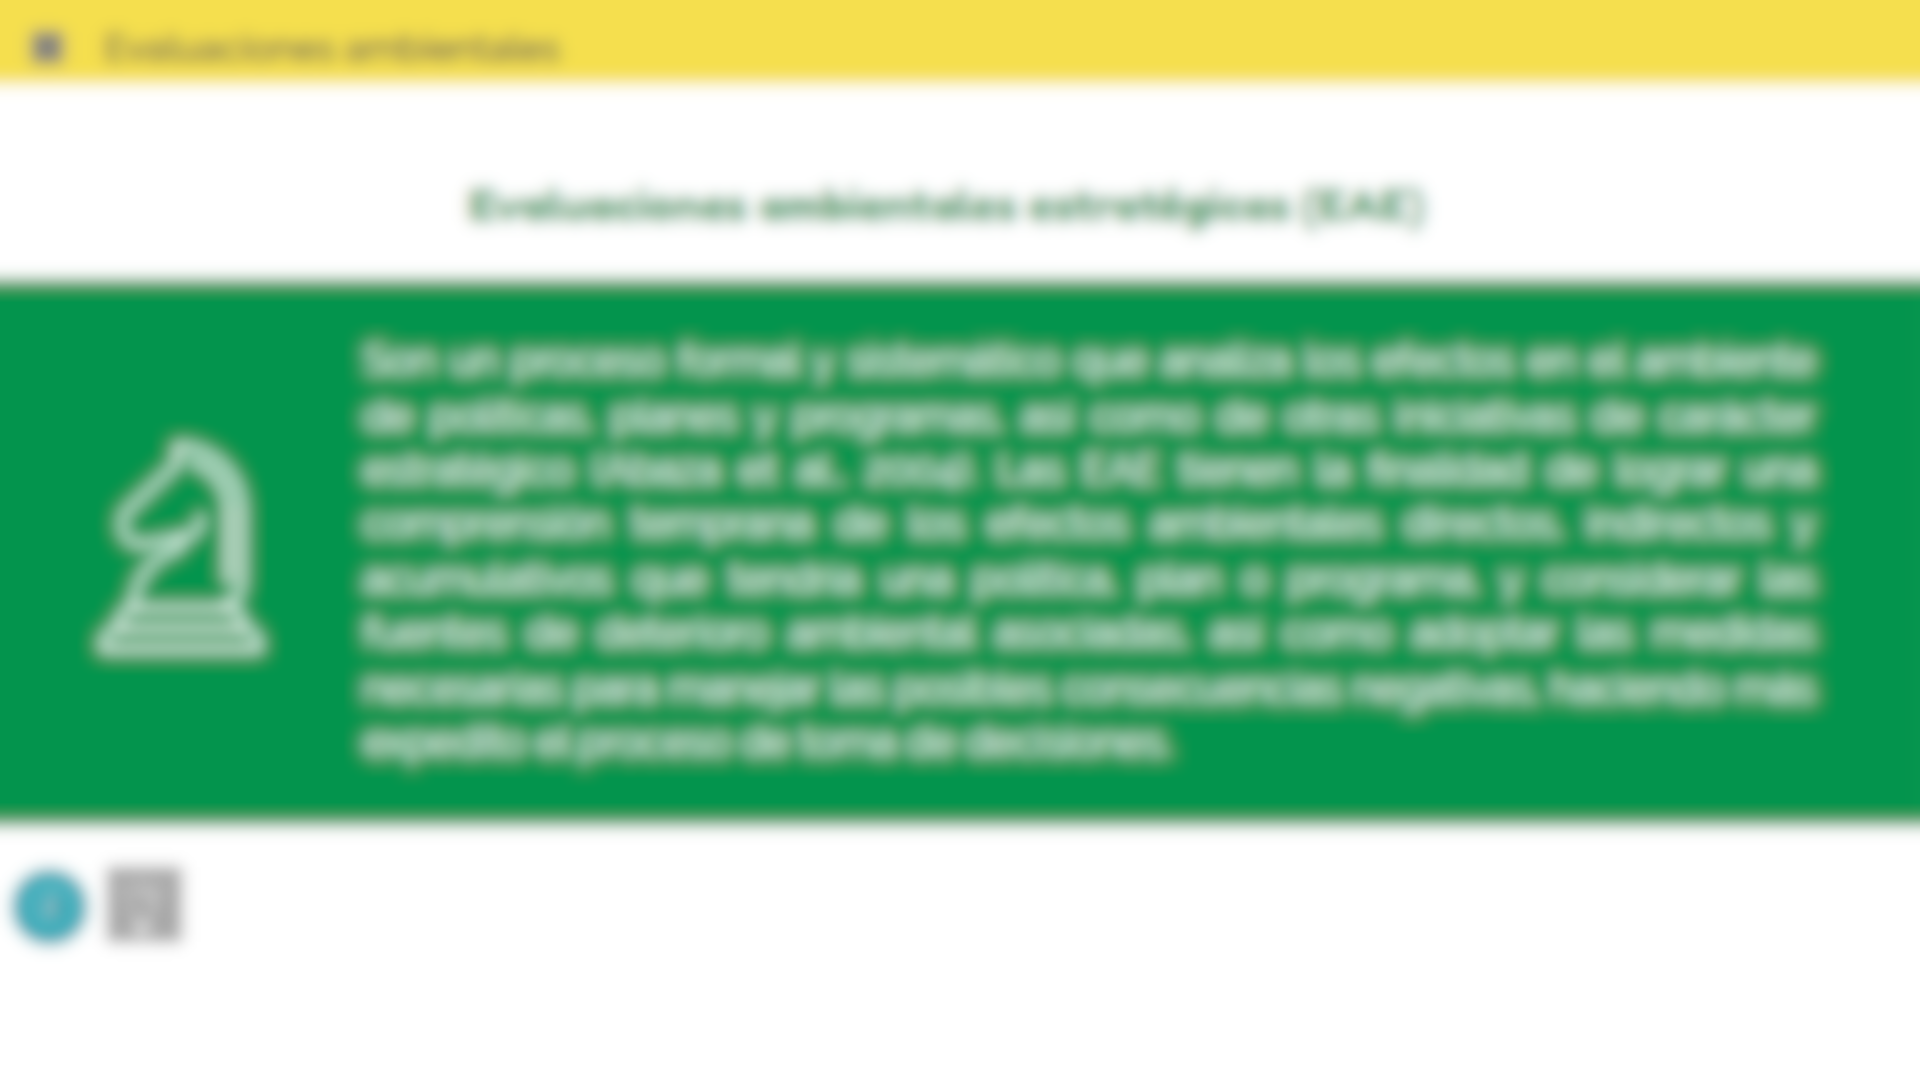 Evaluaciones ambientales
Evaluaciones ambientales estratégicas (EAE)
Son un proceso formal y sistemático que analiza los efectos en el ambiente
de políticas, planes y programas, así como de otras iniciativas de carácter
estratégico (Abaza et al., 2004). Las EAE tienen la finalidad de lograr una
comprensión temprana de los efectos ambientales directos, indirectos y
acumulativos que tendría una política, plan o programa, y considerar las
fuentes de deterioro ambiental asociadas, así como adoptar las medidas
necesarias para manejar las posibles consecuencias negativas, haciendo más
expedito el proceso de toma de decisiones.